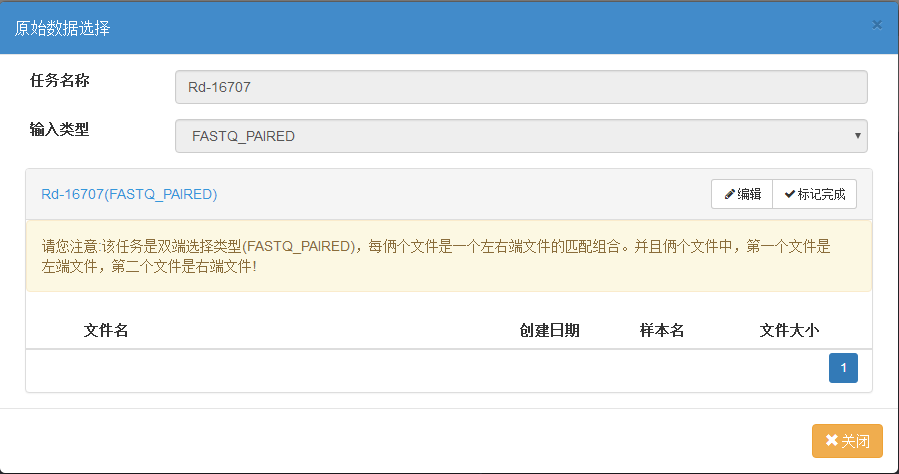 原始数据选择
×
任务名称
Rd-16707
输入类型
FASTQ_PAIRED
Rd-16707(FASTQ_PAIRED)
编辑
标记完成
请您注意:该任务是双端选择类型(FASTQ_PAIRED)，每俩个文件是一个左右端文件的匹配组合。并且俩个文件中，第一个文件是
左端文件，第二个文件是右端文件!
文件名 创建日期 样本名 文件大小
1
关闭